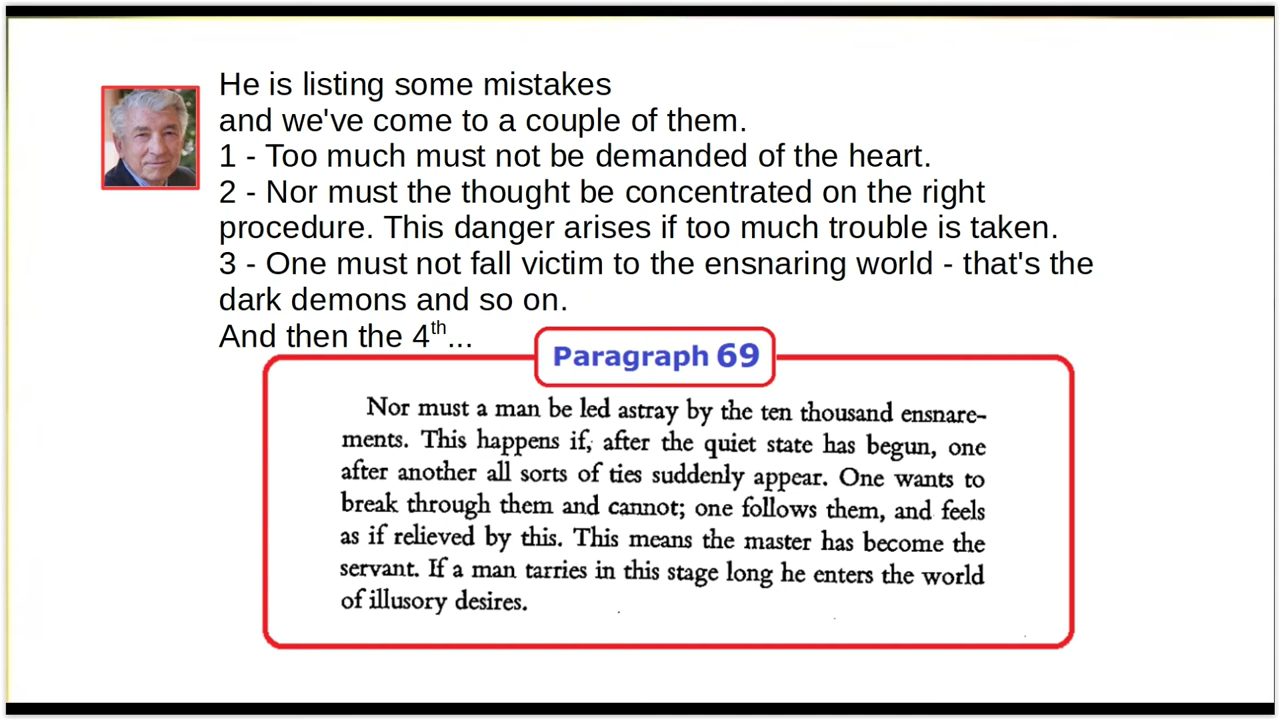 He is listing some mistakes
and we've come to a couple of them.
1 - Too much must not be demanded of the heart.
2 - Nor must the thought be concentrated on the right
procedure. This danger arises if too much trouble is taken.
3 - One must not fall victim to the ensnaring world - that's the
dark demons and so on.
And then the 4th...
Paragraph 69
Nor must a man be led astray by the ten thousand ensnare-
ments. This happens if, after the quiet state has begun, one
after another all sorts of ties suddenly appear. One wants to
break through them and cannot; one follows them, and feels
as if relieved by this. This means the master has become the
servant. If a man tarries in this stage long he enters the world
of illusory desires.